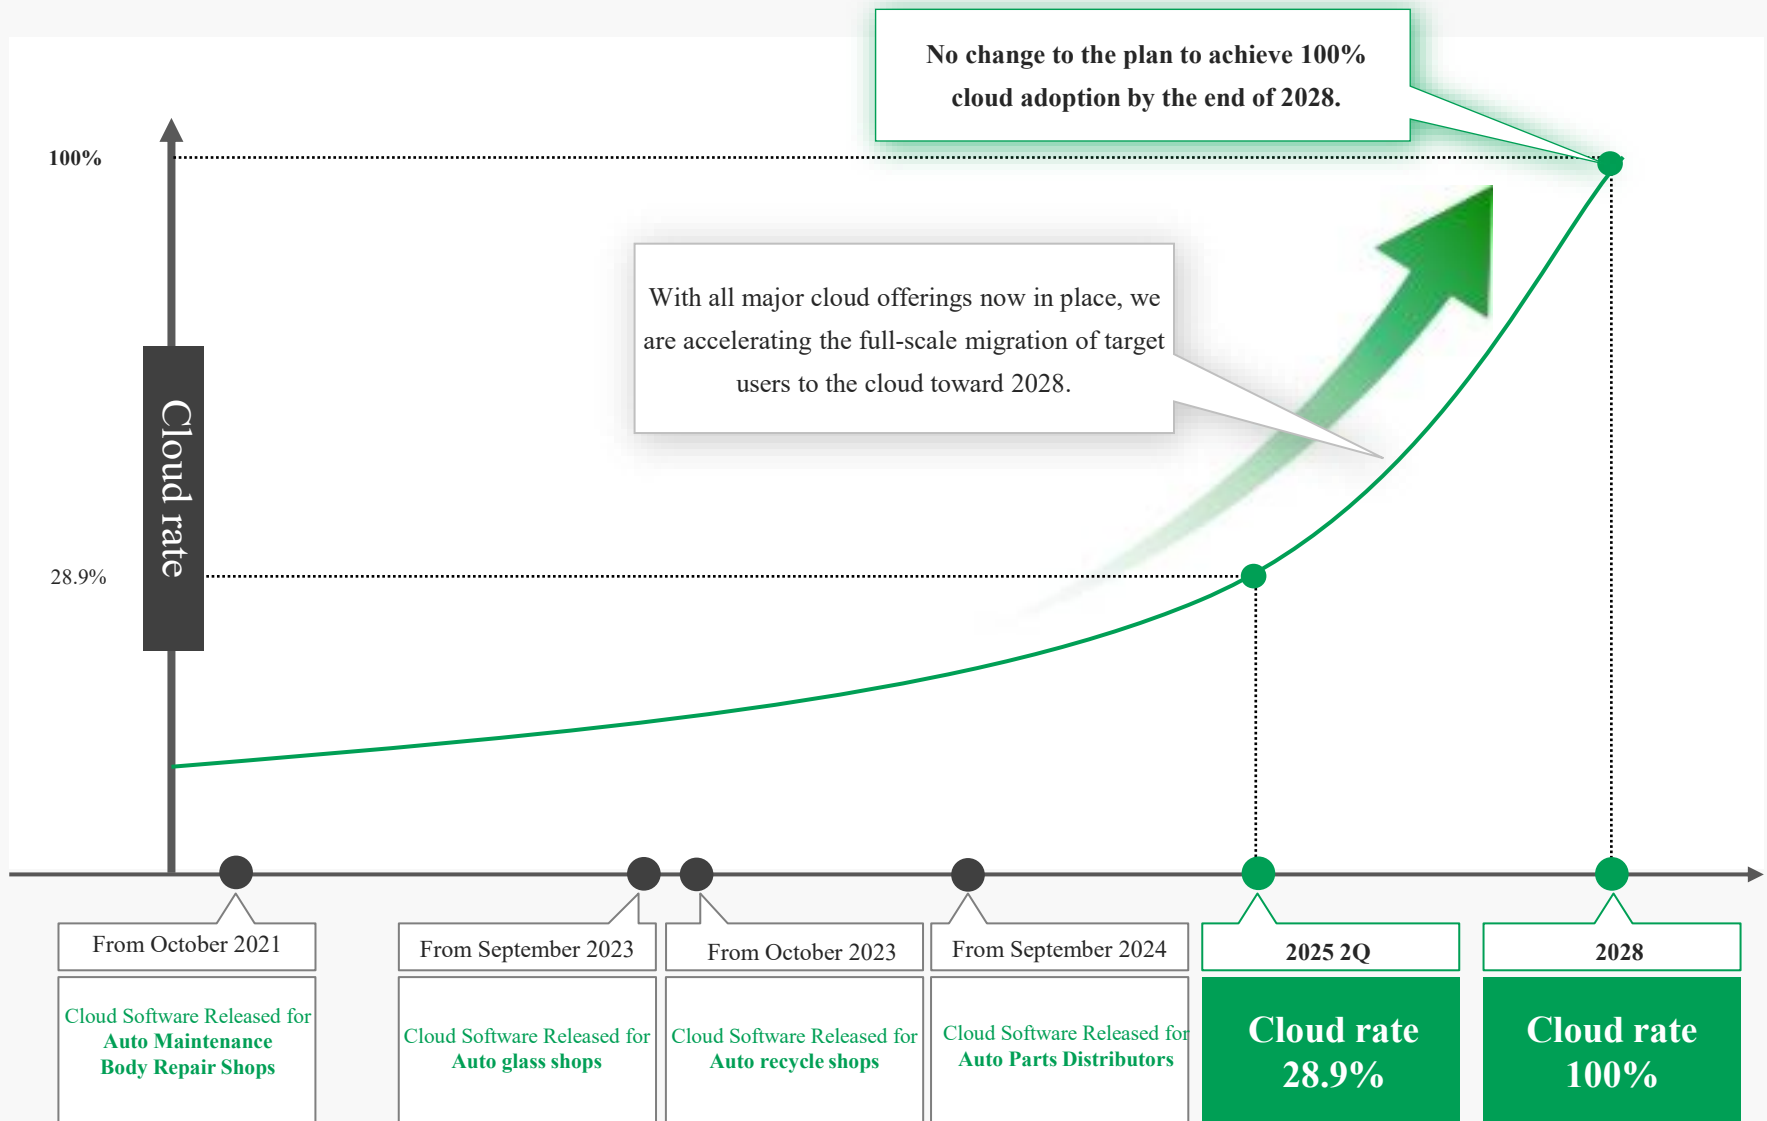 No change to the plan to achieve 100%
cloud adoption by the end of 2028.
100%
With all major cloud offerings now in place, we
are accelerating the full-scale migration of target
users to the cloud toward 2028.
Cloud rate
28.9%
From October 2021
Cloud Software Released for
Auto Maintenance
Body Repair Shops
From September 2023
Cloud Software Released for
Auto glass shops
From October 2023
Cloud Software Released for
Auto recycle shops
From September 2024
Cloud Software Released for
Auto Parts Distributors
2025 2Q
Cloud rate
28.9%
2028
Cloud rate
100%